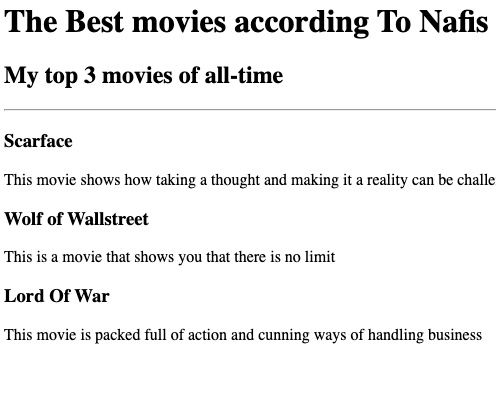 The Best movies according To Nafis
My top 3 movies of all-time
Scarface
This movie shows how taking a thought and making it a reality can be challe
Wolf of Wallstreet
This is a movie that shows you that there is no limit
Lord Of War
This movie is packed full of action and cunning ways of handling business